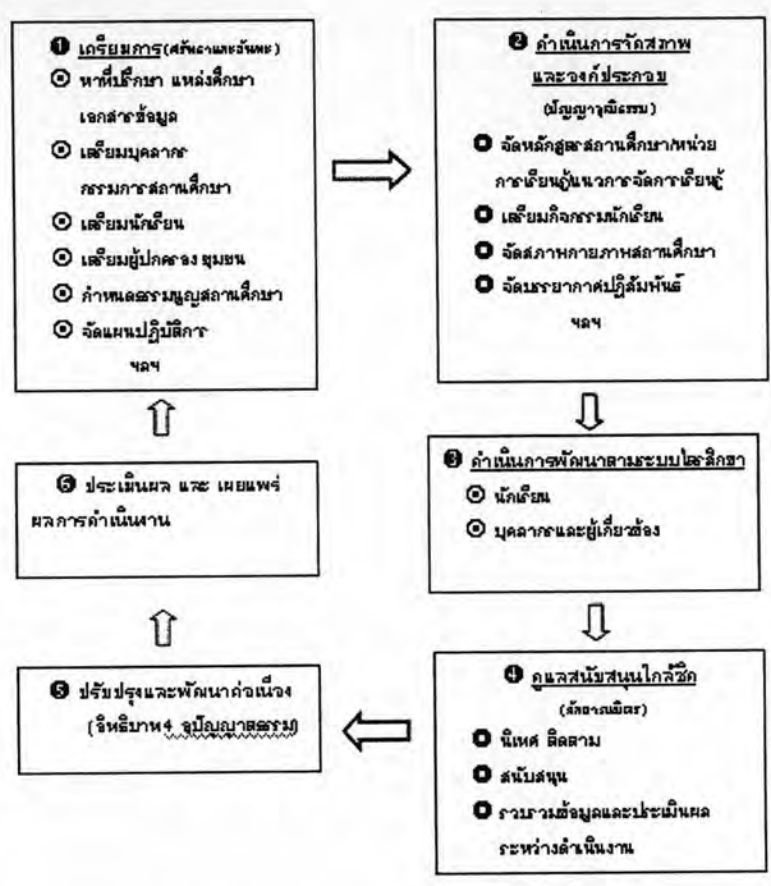 ❶ เตรียมการ(ศรัทธาและฉันทะ)
หาที่ปรึกษา แหล่งศึกษา
เอกสารข้อมูล
เตรียมบุคลากร
กรรมการสถานศึกษา
เตรียมนักเรียน
เตรียมผู้ปกครอง ชุมชน
กำหนดธรรมนูญสถานศึกษา
จัดแผนปฏิบัติการ
ฯลฯ
❷ ดำเนินการจัดสภาพ
และองค์ประกอบ
(ปัญญาวุฒิธรรม)
จัดหลักสูตรสถานศึกษา/หน่วย
การเรียนรู้แนวการจัดการเรียนรู้
เตรียมกิจกรรมนักเรียน
จัดสภาพกายภาพสถานศึกษา
จัดบรรยากาศปฏิสัมพันธ์
ฯลฯ
❸ ดำเนินการพัฒนาตามระบบไตรสิกขา
นักเรียน
บุคลากรและผู้เกี่ยวข้อง
❹ ดูแลสนับสนุนใกล้ชิด
(กัลยาณมิตร)
นิเทศ ติดตาม
สนับสนุน
รวบรวมข้อมูลและประเมินผล
ระหว่างดำเนินงาน
❺ ปรับปรุงและพัฒนาต่อเนื่อง
(อิทธิบาท4 อุปัญญาตธรรม)
❻ ประเมินผล และ เผยแพร่
ผลการดำเนินงาน